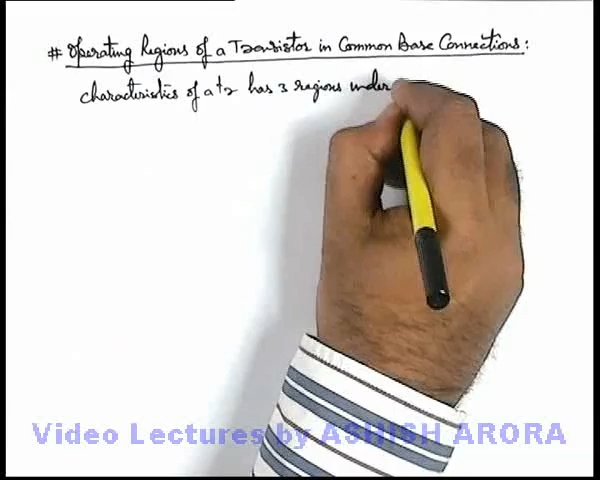 # Operating Regions of a Transistor in Common Base Connections:
characteristics of a tr has 3 regions under
Video Lectures by ASHISH ARORA